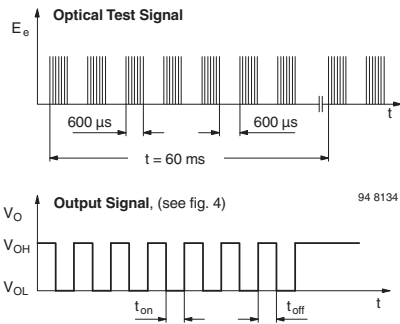 Optical Test Signal
Ee
t
600 µs
600 µs
t = 60 ms
Output Signal, (see fig. 4)
94 8134
VO
VOH
VOL
ton
toff
t